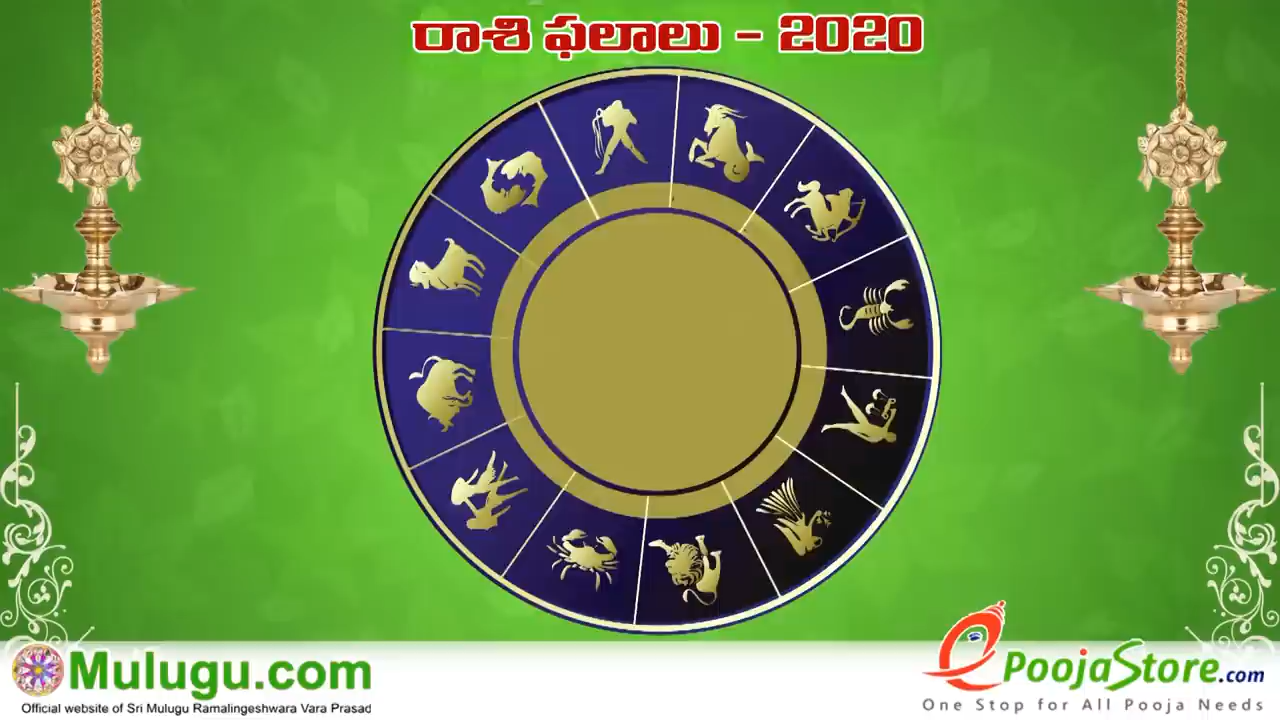 రాశి ఫలాలు - 2020
Mulugu.com
Official website of Sri Mulugu Ramalingeshwara Vara Prasad
ePoojaStore.com
One Stop for All Pooja Needs